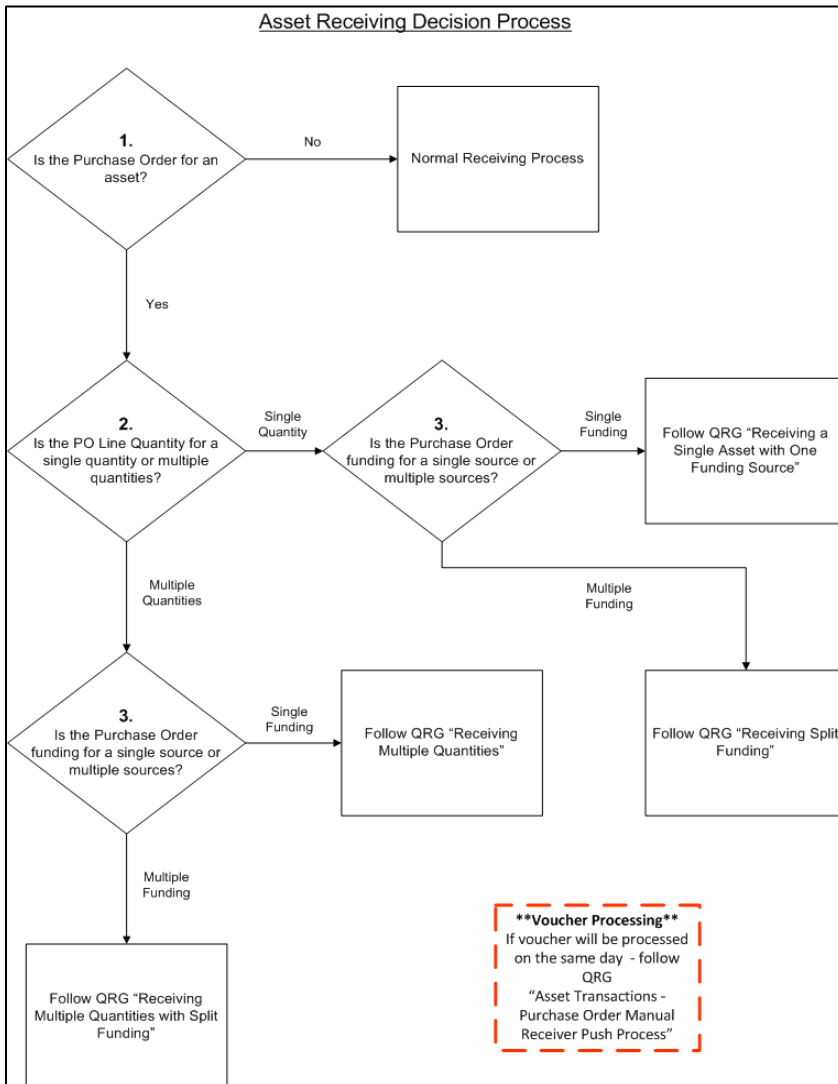 Asset Receiving Decision Process
1.
Is the Purchase Order for an
asset?
No
Normal Receiving Process
Yes
2.
Is the PO Line Quantity for a
single quantity or multiple
quantities?
Single
Quantity
3.
Is the Purchase Order
funding for a single source or
multiple sources?
Single
Funding
Follow QRG “Receiving a
Single Asset with One
Funding Source”
Multiple
Quantities
Multiple
Funding
3.
Is the Purchase Order
funding for a single source or
multiple sources?
Single
Funding
Follow QRG “Receiving
Multiple Quantities”
Follow QRG “Receiving Split
Funding”
Multiple
Funding
Follow QRG “Receiving
Multiple Quantities with Split
Funding”
**Voucher Processing**
If voucher will be processed
on the same day - follow
QRG
“Asset Transactions -
Purchase Order Manual
Receiver Push Process”